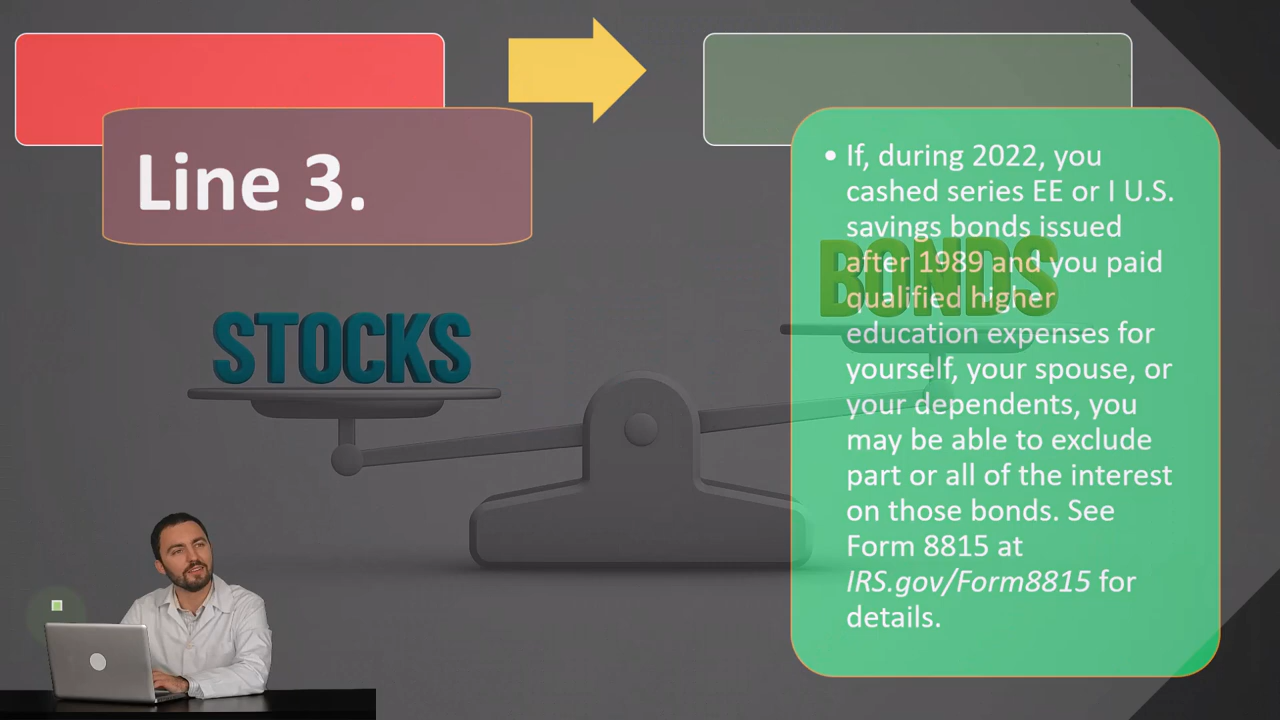 Line 3.
STOCKS
BONDS
• If, during 2022, you
cashed series EE or I U.S.
savings bonds issued
after 1989 and you paid
qualified higher
education expenses for
yourself, your spouse, or
your dependents, you
may be able to exclude
part or all of the interest
on those bonds. See
Form 8815 at
IRS.gov/Form8815 for
details.